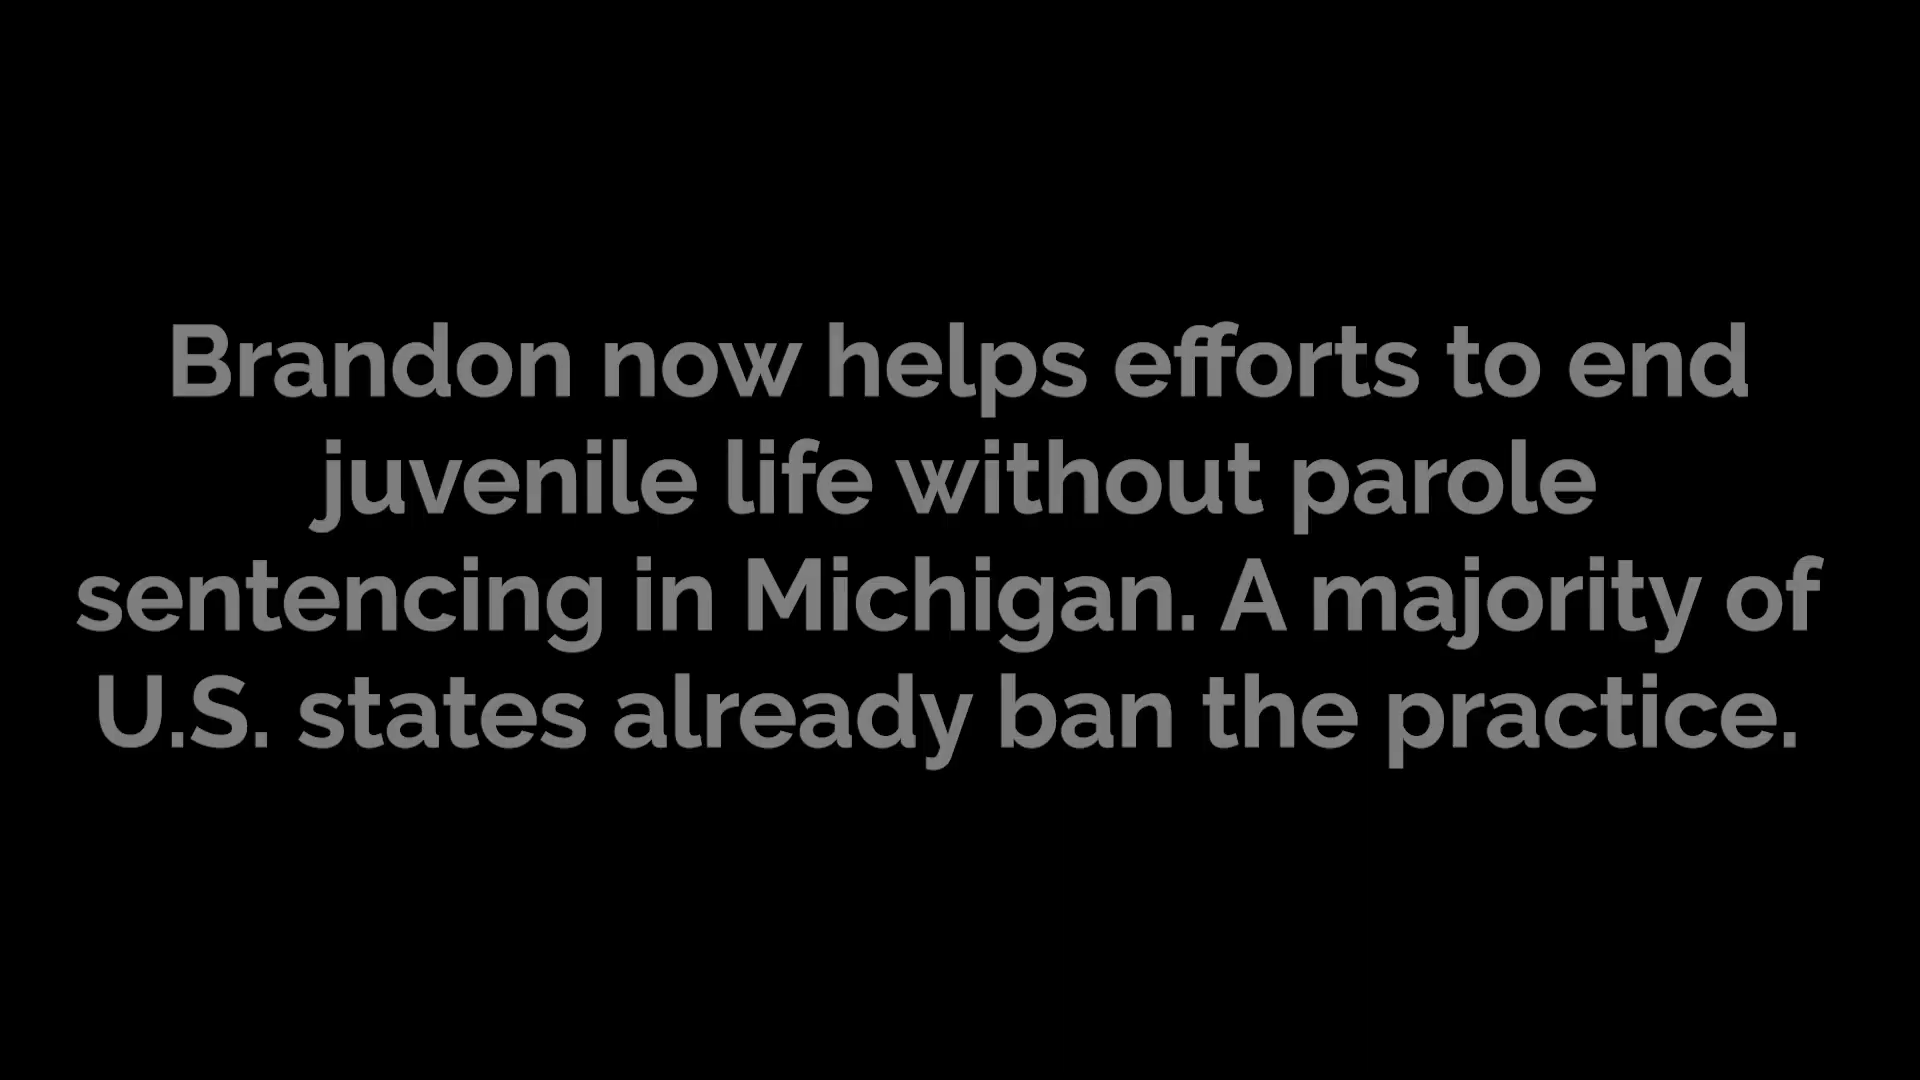 Brandon now helps efforts to end
juvenile life without parole
sentencing in Michigan. A majority of
U.S. states already ban the practice.